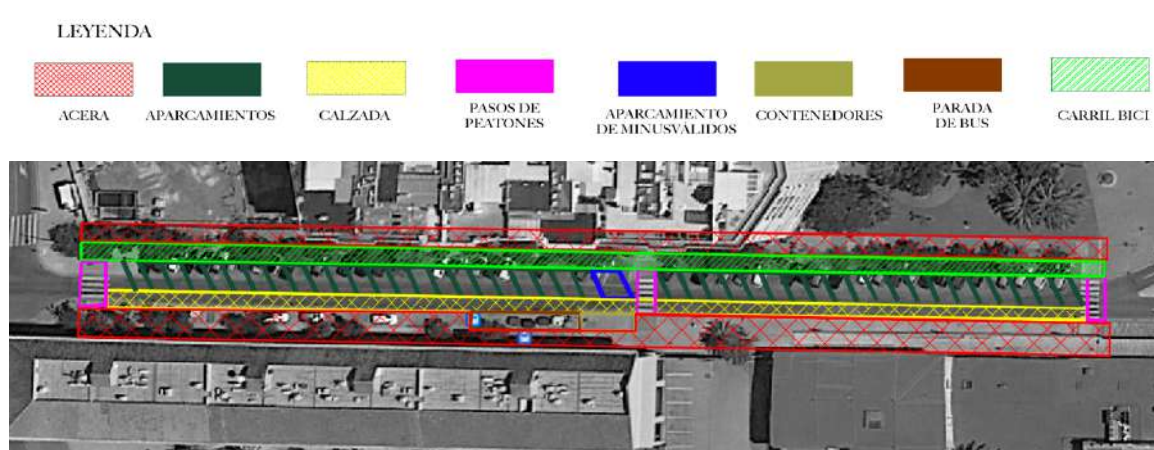 LEYENDA
ACERA
APARCAMIENTOS
CALZADA
PASOS DE
PEATONES
APARCAMIENTO
DE MINUSVÁLIDOS
CONTENEDORES
PARADA
DE BUS
CARRIL BICI